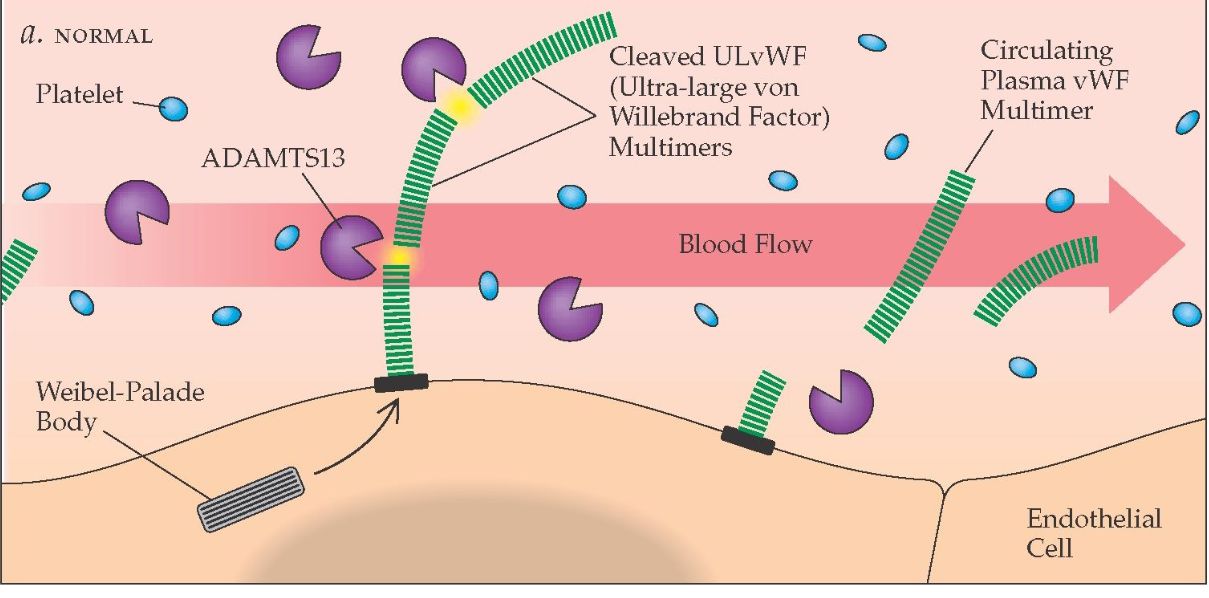 a. NORMAL
Platelet
ADAMTS13
Cleaved ULvWF
(Ultra-large von
Willebrand Factor)
Multimers
Circulating
Plasma vWF
Multimer
Blood Flow
Weibel-Palade
Body
Endothelial
Cell